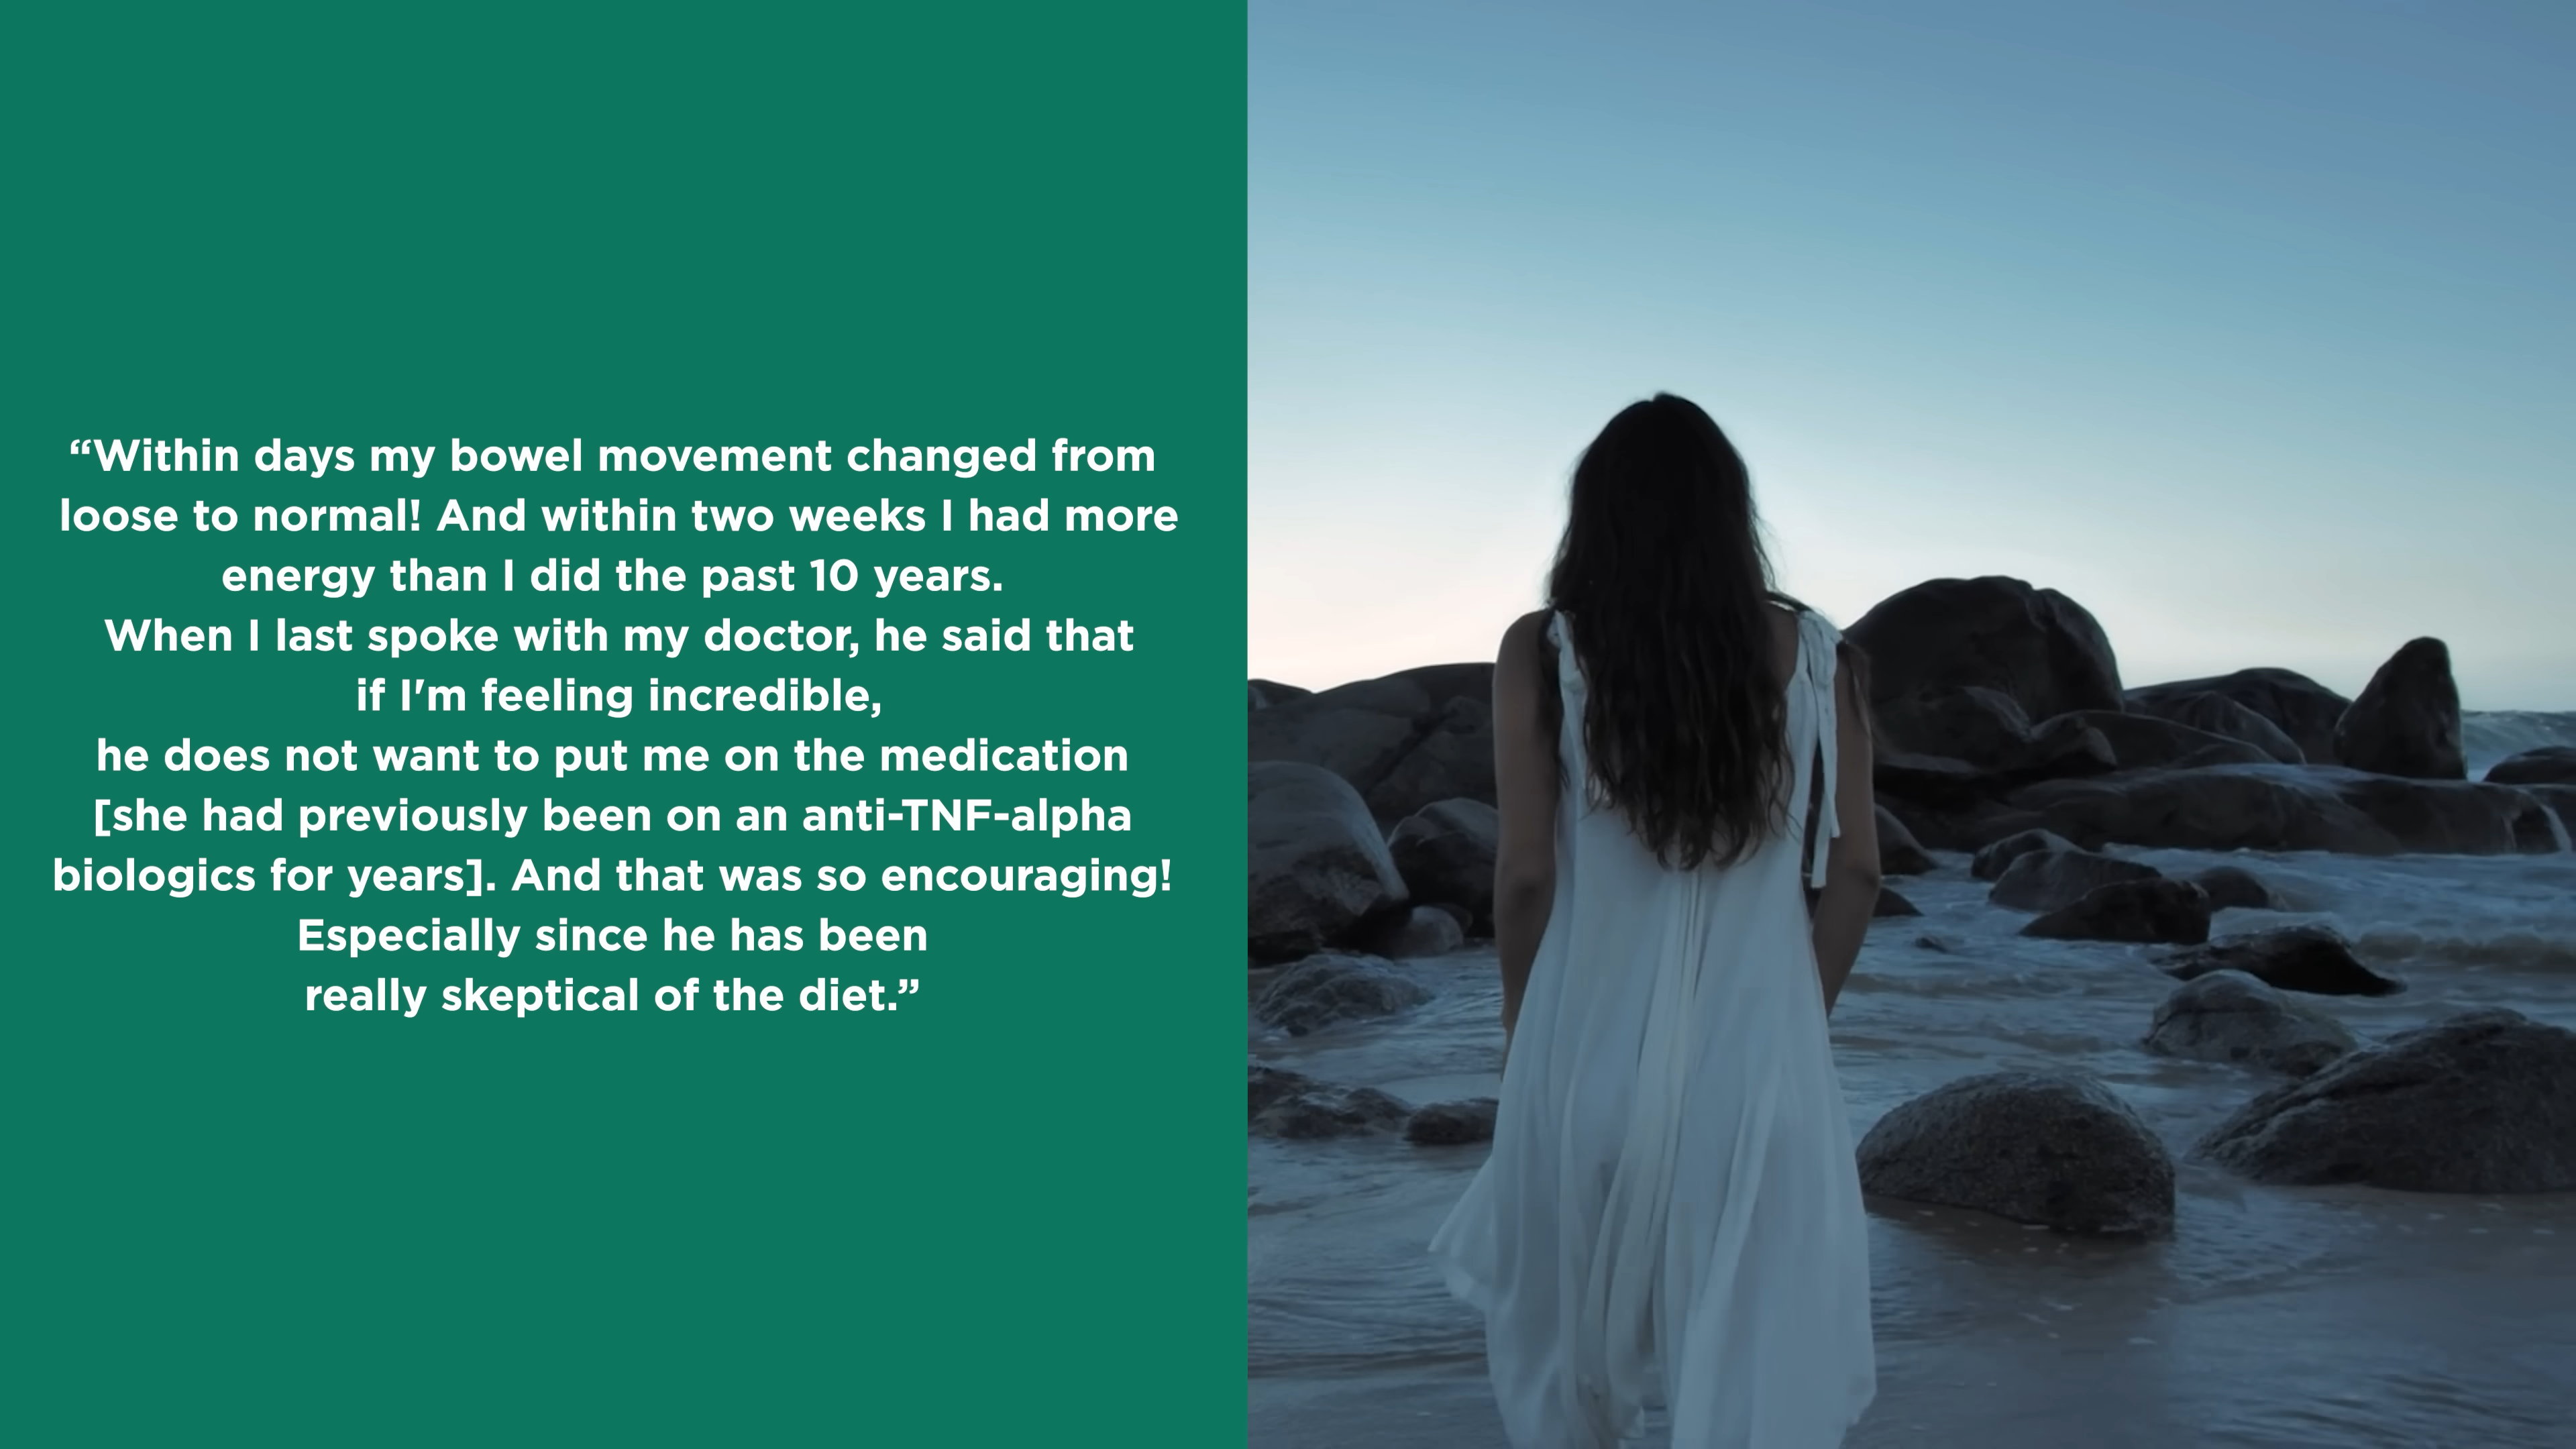 “Within days my bowel movement changed from
loose to normal! And within two weeks I had more
energy than I did the past 10 years.
When I last spoke with my doctor, he said that
if I'm feeling incredible,
he does not want to put me on the medication
[she had previously been on an anti-TNF-alpha
biologics for years]. And that was so encouraging!
Especially since he has been
really skeptical of the diet.”